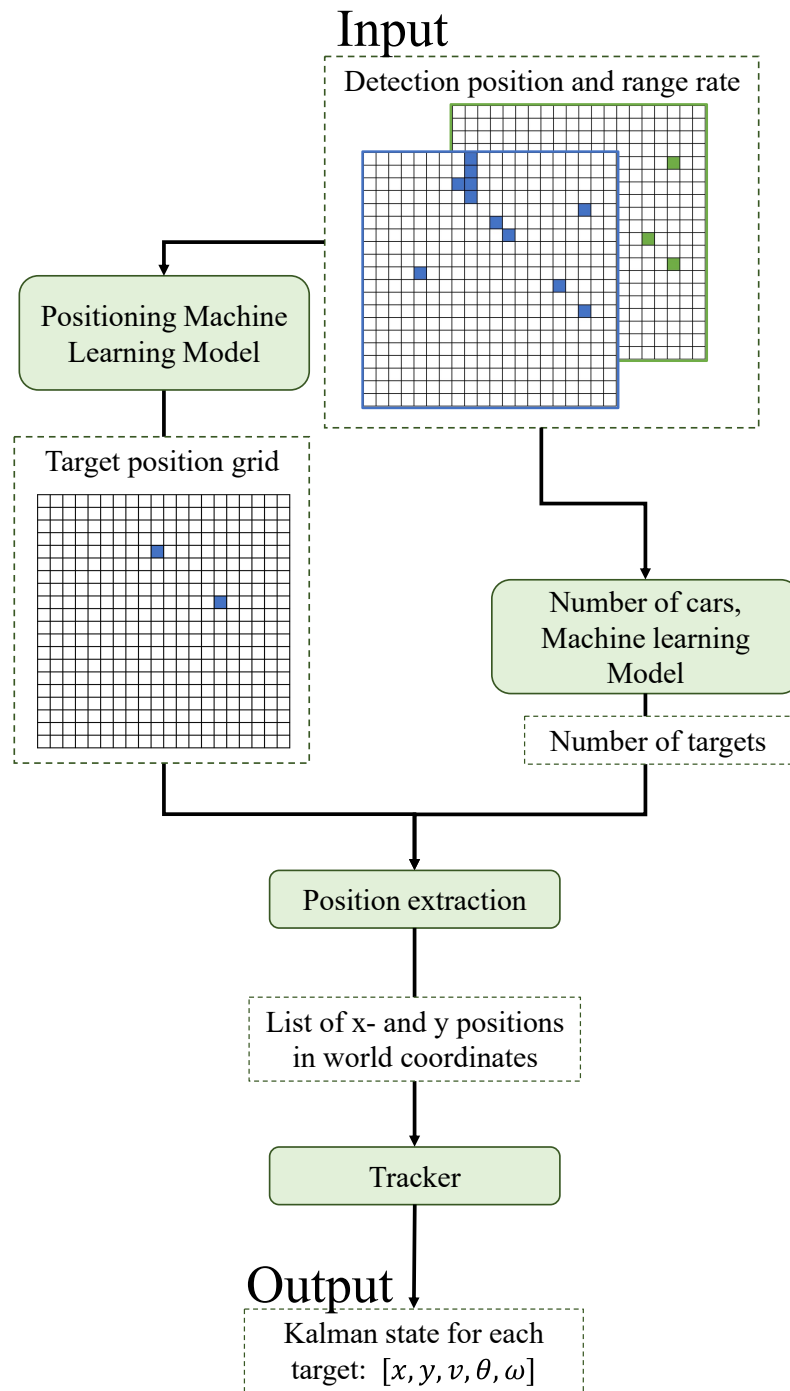 Input
Detection position and range rate
Positioning Machine
Learning Model
Target position grid
Number of cars,
Machine learning
Model
Number of targets
Position extraction
List of x- and y positions
in world coordinates
Tracker
Output
Kalman state for each
target: [𝑥, 𝑦, 𝑣, 𝜃, 𝜔]